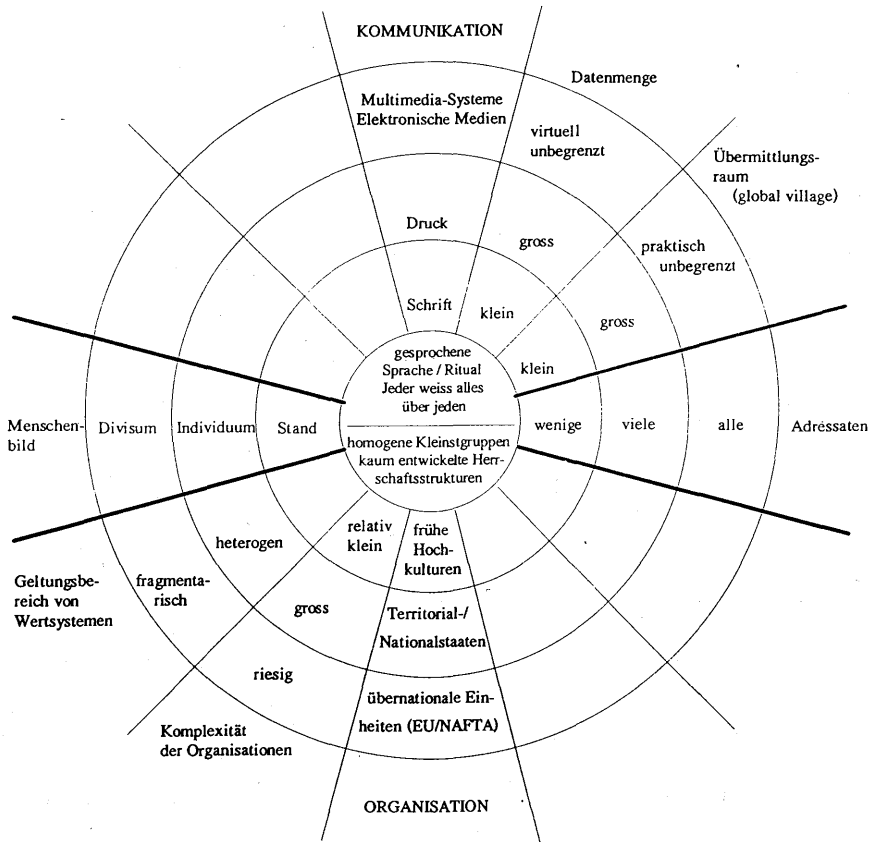 KOMMUNIKATION
Datenmenge
Multimedia-Systeme
Elektronische Medien
virtuell
unbegrenzt
Übermittlungs-
raum
(global village)
Druck
gross
praktisch
unbegrenzt
Schrift
klein
gross
gesprochene
Sprache / Ritual
Jeder weiss alles
über jeden
klein
Menschen-
bild
Divisum
Individuum
Stand
wenige
viele
alle
Adressaten
homogene Kleinstgruppen
kaum entwickelte Herr-
schaftsstrukturen
heterogen
relativ
klein
frühe
Hoch-
kulturen
Geltungsbe-
reich von
Wertsystemen
fragmenta-
risch
gross
Territorial-/
Nationalstaaten
riesig
übernationale Ein-
heiten (EU/NAFTA)
Komplexität
der Organisationen
ORGANISATION